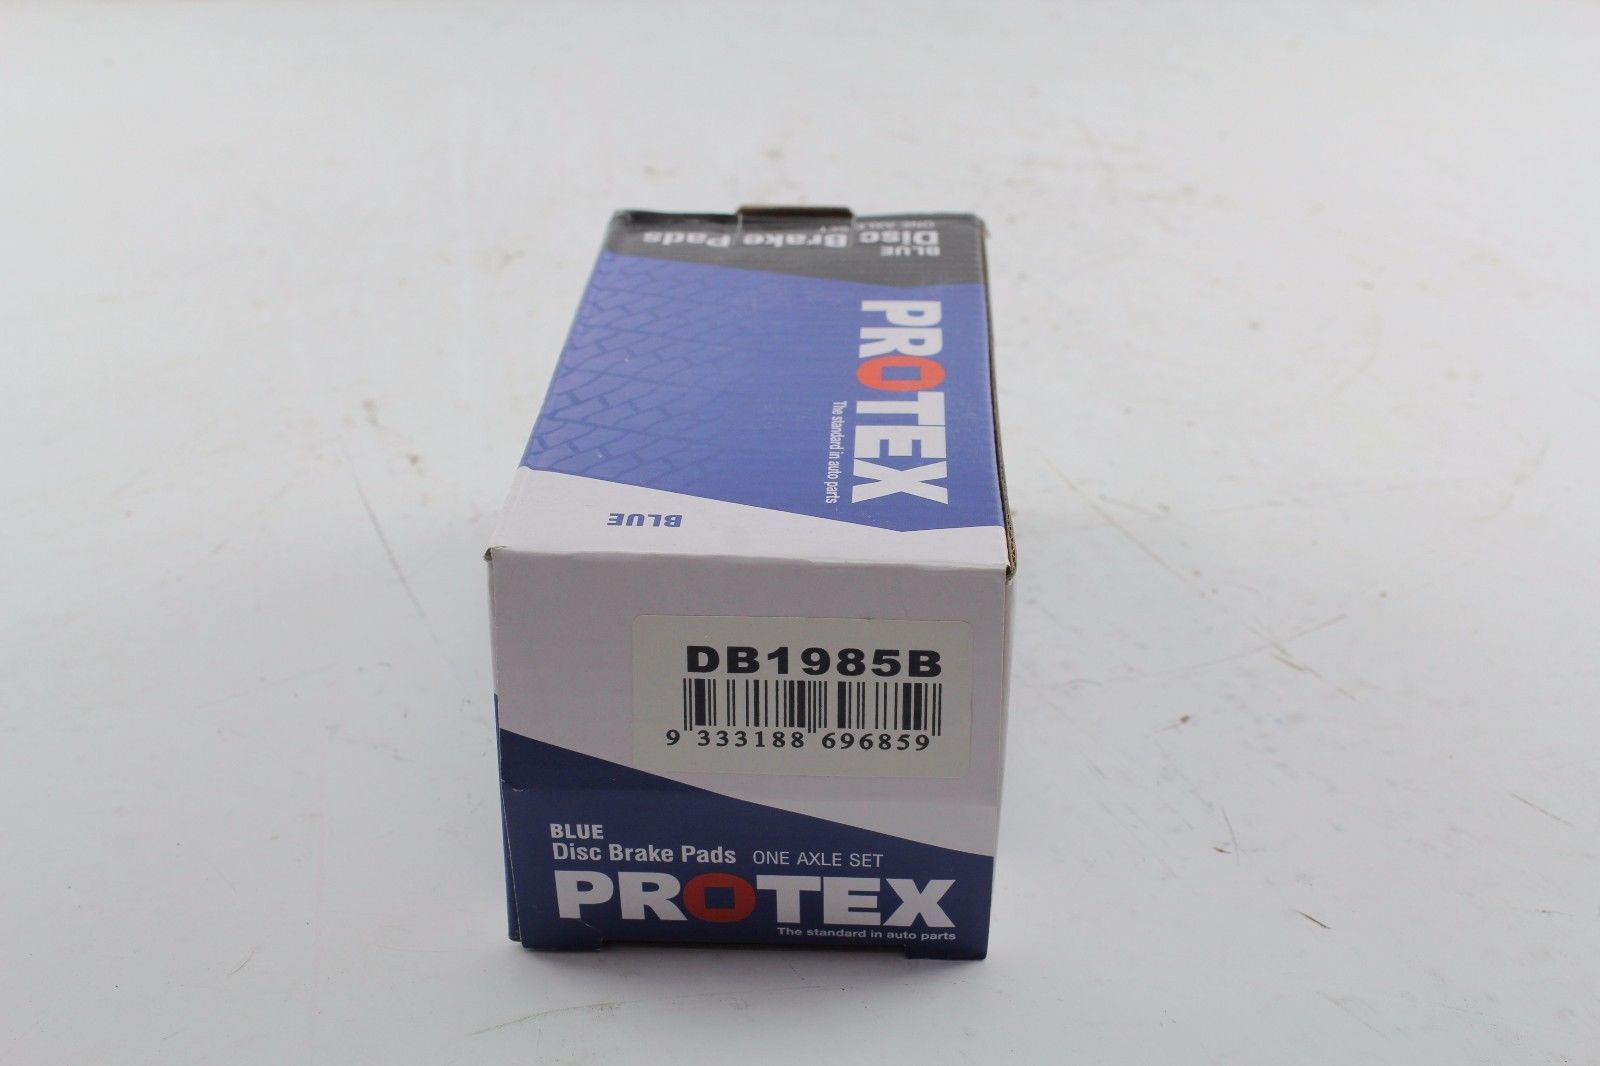 BLUE
Disc Brake Pads
ONE AXLE SET
PROTEX
The standard in auto parts
BLUE
DB1985B
9 333188 696859
BLUE
Disc Brake Pads ONE AXLE SET
PROTEX
The standard in auto parts